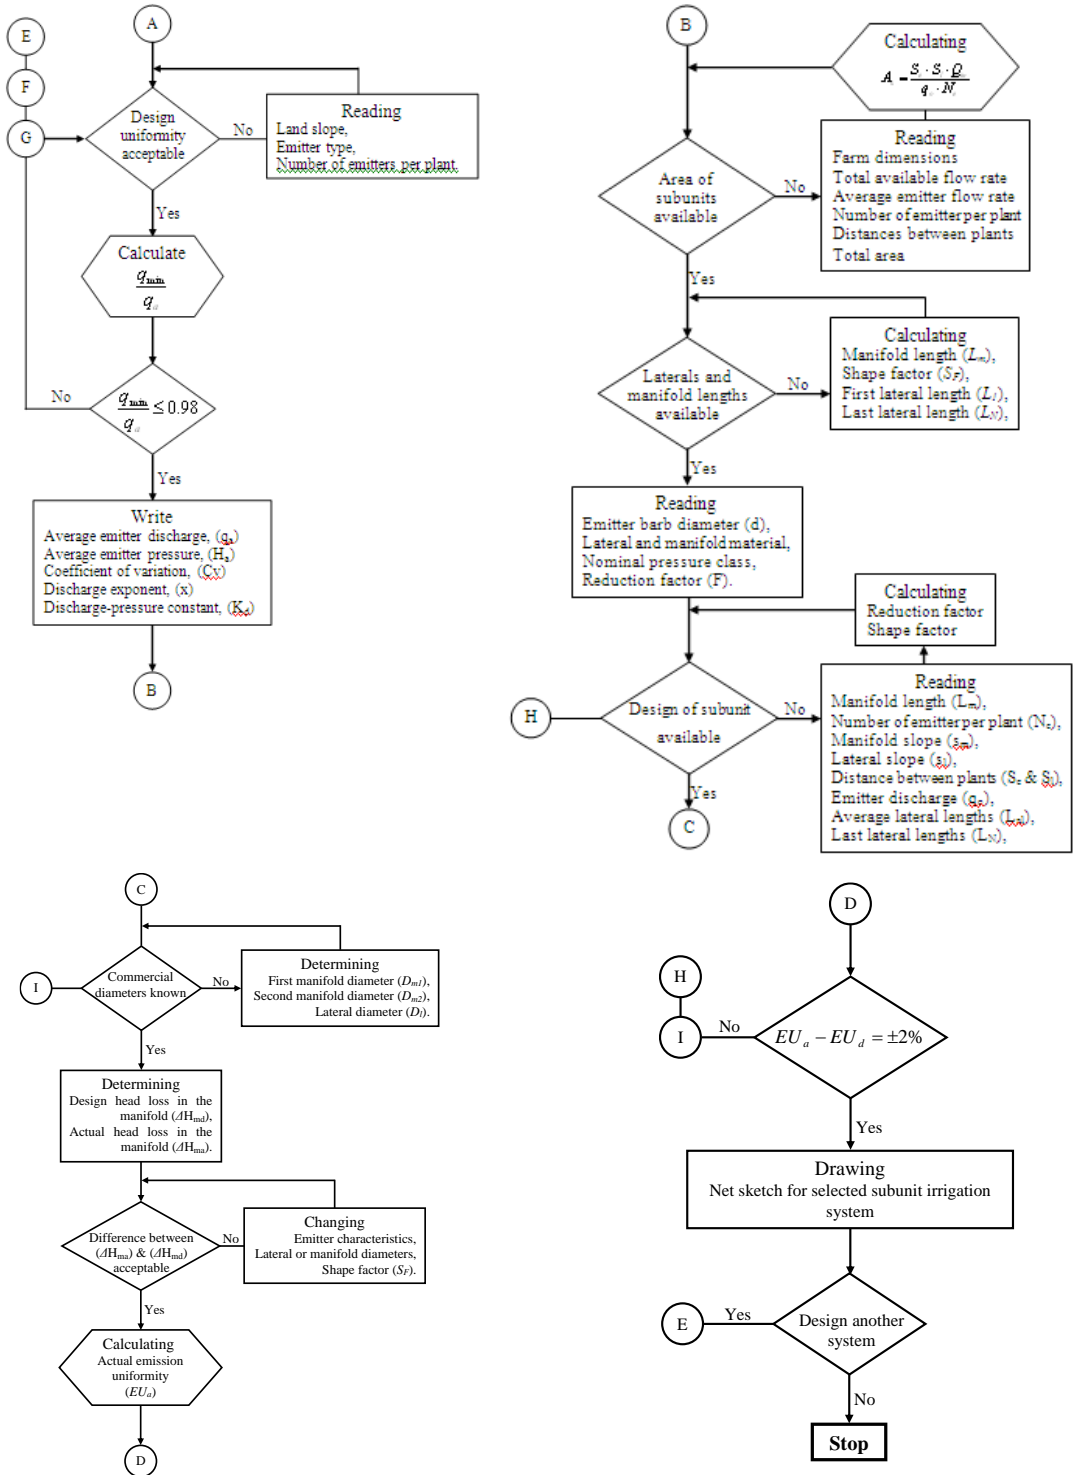 E
F
G
A
Design
uniformity
acceptable
No
Reading
Land slope,
Emitter type,
Number of emitters per plant.
Yes
Calculate
q_min / q_a
No
q_min / q_a ≤ 0.98
Yes
Write
Average emitter discharge, (q_a)
Average emitter pressure, (H_a)
Coefficient of variation, (Cv)
Discharge exponent, (x)
Discharge-pressure constant, (K_d)
B
B
Calculating
Area of
subunits
available
No
Reading
Farm dimensions
Total available flow rate
Average emitter flow rate
Number of emitter per plant
Distances between plants
Total area
Yes
Laterals and
manifold lengths
available
No
Calculating
Manifold length (L_m),
Shape factor (S_F),
First lateral length (L_1)
Last lateral length (L_N),
Yes
Reading
Emitter barb diameter (d),
Lateral and manifold material,
Nominal pressure class,
Reduction factor (F).
Calculating
Reduction factor
Shape factor
H
Design of subunit
available
No
Reading
Manifold length (L_m),
Number of emitter per plant (N_e),
Manifold slope (s_m),
Lateral slope (s_l),
Distance between plants (S_e & S_l),
Emitter discharge (q_e),
Average lateral lengths (L_al),
Last lateral lengths (L_N),
Yes
C
C
I
Commercial
diameters known
No
Determining
First manifold diameter (D_m1),
Second manifold diameter (D_m2),
Lateral diameter (D_l).
Yes
Determining
Design head loss in the
manifold (ΔH_md),
Actual head loss in the
manifold (ΔH_ma).
Difference between
(ΔH_ma) & (ΔH_md)
acceptable
No
Changing
Emitter characteristics,
Lateral or manifold diameters,
Shape factor (S_F).
Yes
Calculating
Actual emission
uniformity
(EU_a)
D
D
H
I
No
EU_a − EU_d = ±2%
Yes
Drawing
Net sketch for selected subunit irrigation
system
E
Yes
Design another
system
No
Stop